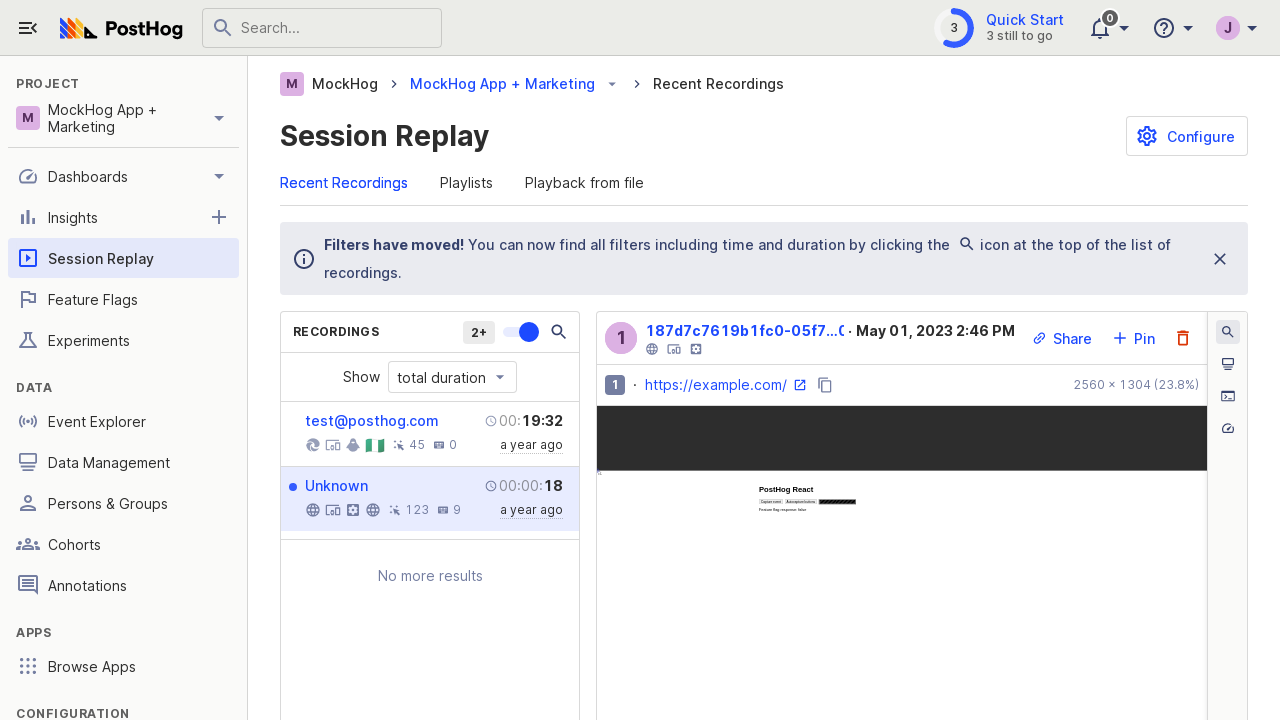 PostHog
Search...
3
Quick Start
3 still to go
0
J
PROJECT
M
MockHog App +
Marketing
Dashboards
Insights
Session Replay
Feature Flags
Experiments
DATA
Event Explorer
Data Management
Persons & Groups
Cohorts
Annotations
APPS
Browse Apps
CONFIGURATION
M MockHog > MockHog App + Marketing > Recent Recordings
Session Replay
Configure
Recent Recordings
Playlists
Playback from file
Filters have moved! You can now find all filters including time and duration by clicking the icon at the top of the list of
recordings.
RECORDINGS
2+
Show total duration
test@posthog.com
00:19:32
45
0
a year ago
Unknown
00:00:18
123
9
a year ago
No more results
1
187d7c7619b1fc0-05f7...0 · May 01, 2023 2:46 PM
Share
Pin
1 · https://example.com/
2560 × 1304 (23.8%)
PostHog React
Capture event
Feature flag response: false